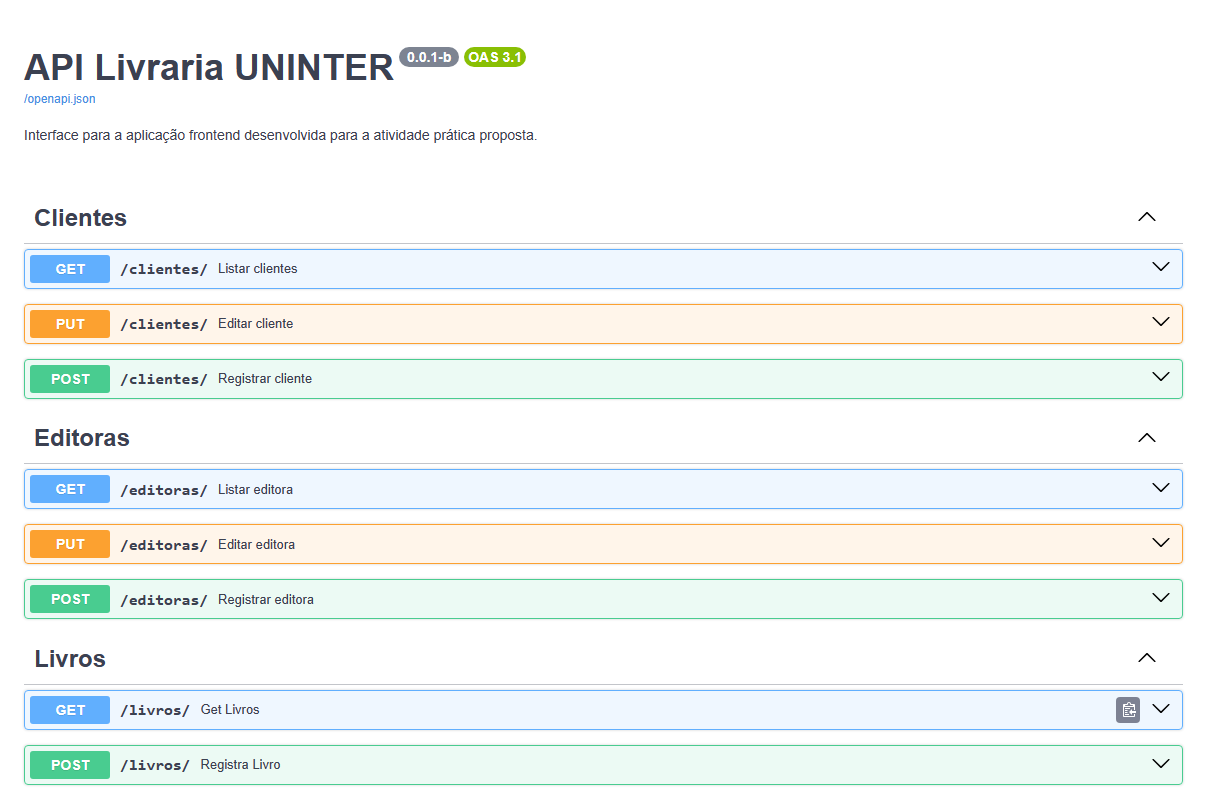 API Livraria UNINTER 0.0.1-b OAS 3.1
/openapi.json
Interface para a aplicação frontend desenvolvida para a atividade prática proposta.
Clientes
GET /clientes/ Listar clientes
PUT /clientes/ Editar cliente
POST /clientes/ Registrar cliente
Editoras
GET /editoras/ Listar editora
PUT /editoras/ Editar editora
POST /editoras/ Registrar editora
Livros
GET /livros/ Get Livros
POST /livros/ Registra Livro